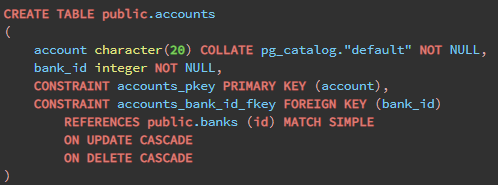 CREATE TABLE public.accounts
(
    account character(20) COLLATE pg_catalog."default" NOT NULL,
    bank_id integer NOT NULL,
    CONSTRAINT accounts_pkey PRIMARY KEY (account),
    CONSTRAINT accounts_bank_id_fkey FOREIGN KEY (bank_id)
        REFERENCES public.banks (id) MATCH SIMPLE
        ON UPDATE CASCADE
        ON DELETE CASCADE
)